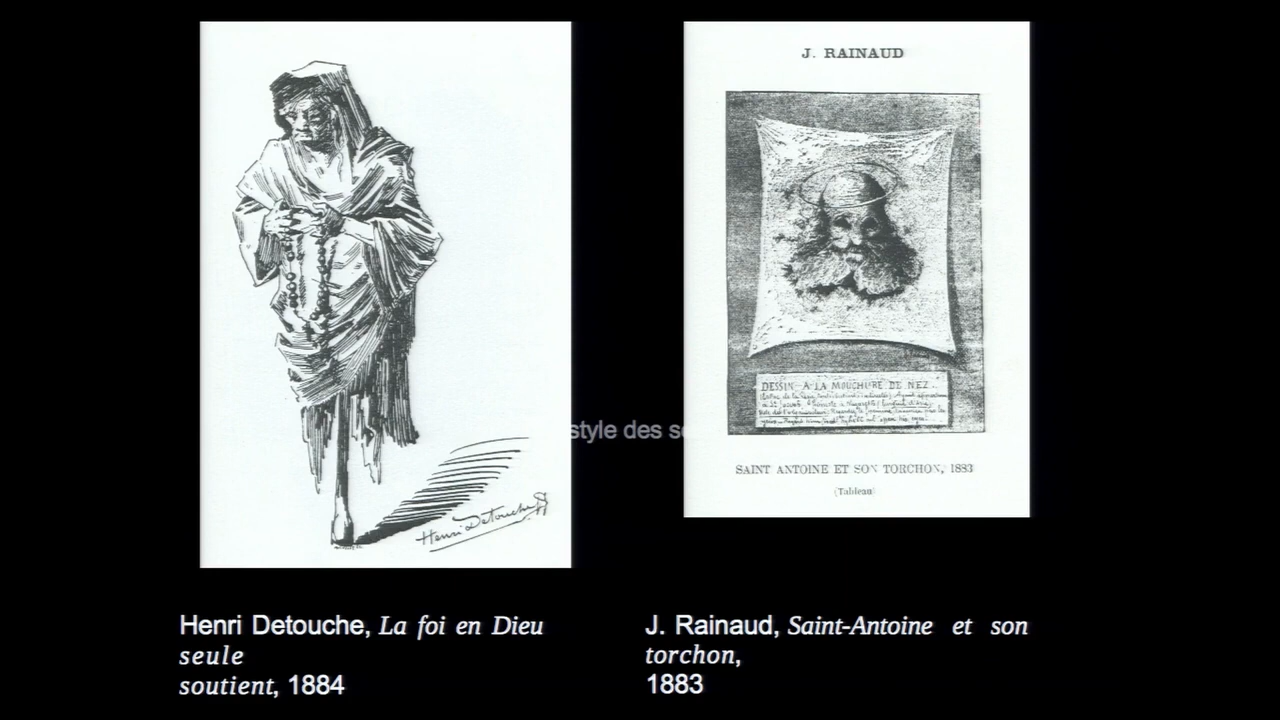 J. RAINAUD
DESSIN A LA MOUCHURE DE NEZ
style des
SAINT ANTOINE ET SON TORCHON, 1883
(Tableau)
Henri Detouche
Henri Detouche, La foi en Dieu
seule
soutient, 1884
J. Rainaud, Saint-Antoine et son
torchon,
1883